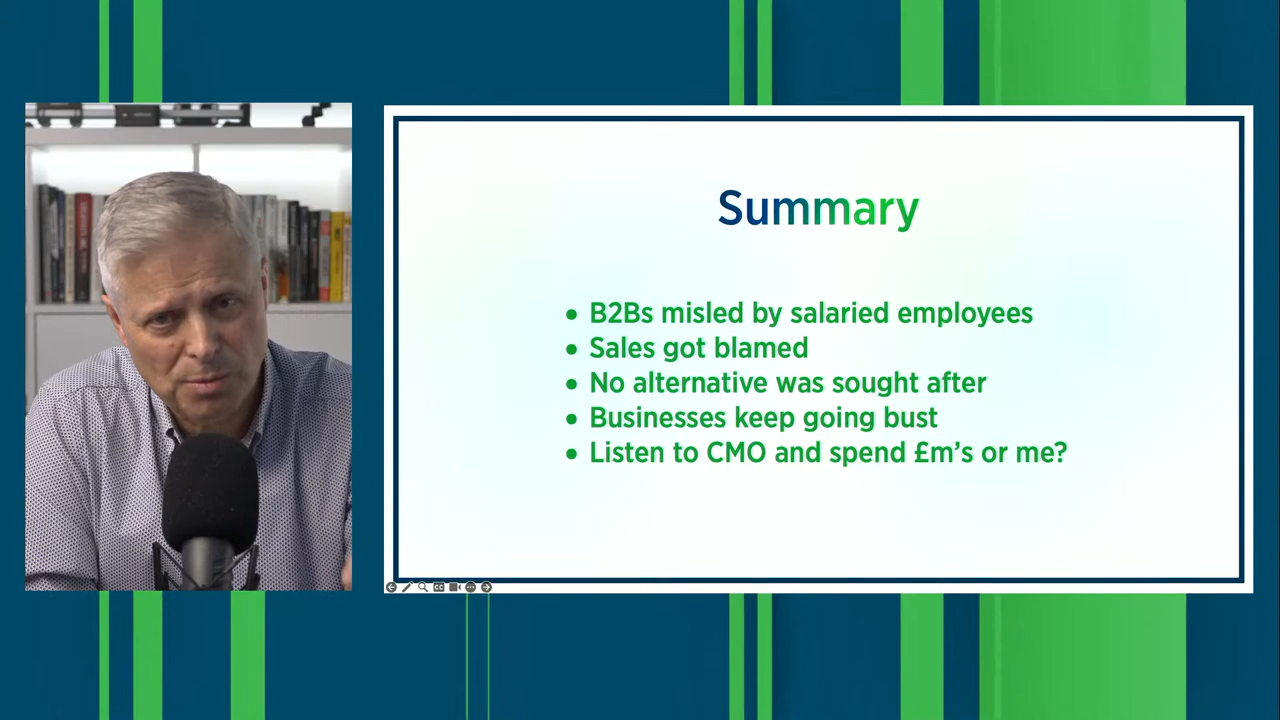 Summary
• B2Bs misled by salaried employees
• Sales got blamed
• No alternative was sought after
• Businesses keep going bust
• Listen to CMO and spend £m’s or me?